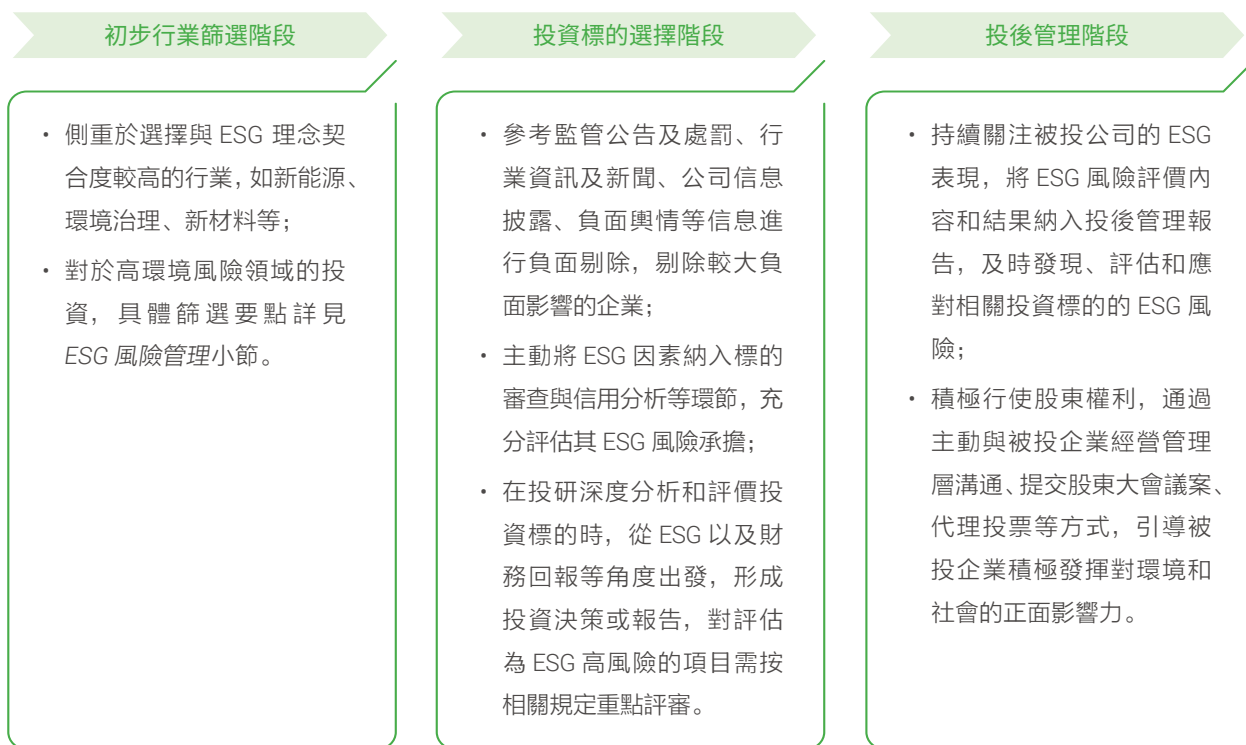 初步行業篩選階段
• 側重於選擇與 ESG 理念契
合度較高的行業，如新能源、
環境治理、新材料等；
• 對於高環境風險領域的投
資，具體篩選要點詳見
ESG 風險管理小節。
投資標的選擇階段
• 參考監管公告及處罰、行
業資訊及新聞、公司信息
披露、負面輿情等信息進
行負面剔除，剔除較大負
面影響的企業；
• 主動將 ESG 因素納入標的
審查與信用分析等環節，充
分評估其 ESG 風險承擔；
• 在投研深度分析和評價投
資標的時，從 ESG 以及財
務回報等角度出發，形成
投資決策或報告，對評估
為 ESG 高風險的項目需按
相關規定重點評審。
投後管理階段
• 持續關注被投公司的 ESG
表現，將 ESG 風險評價內
容和結果納入投後管理報
告，及時發現、評估和應
對相關投資標的的 ESG 風
險；
• 積極行使股東權利，通過
主動與被投企業經營管理
層溝通、提交股東大會議案、
代理投票等方式，引導被
投企業積極發揮對環境和
社會的正面影響力。